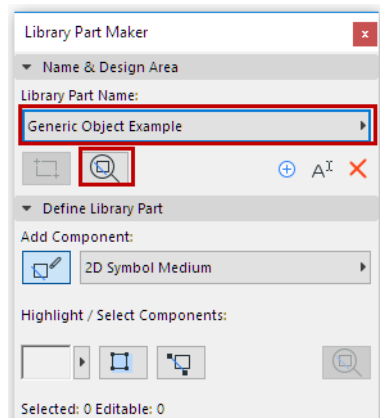 Library Part Maker
x
Name & Design Area
Library Part Name:
Generic Object Example
Define Library Part
Add Component:
2D Symbol Medium
Highlight / Select Components:
Selected: 0 Editable: 0